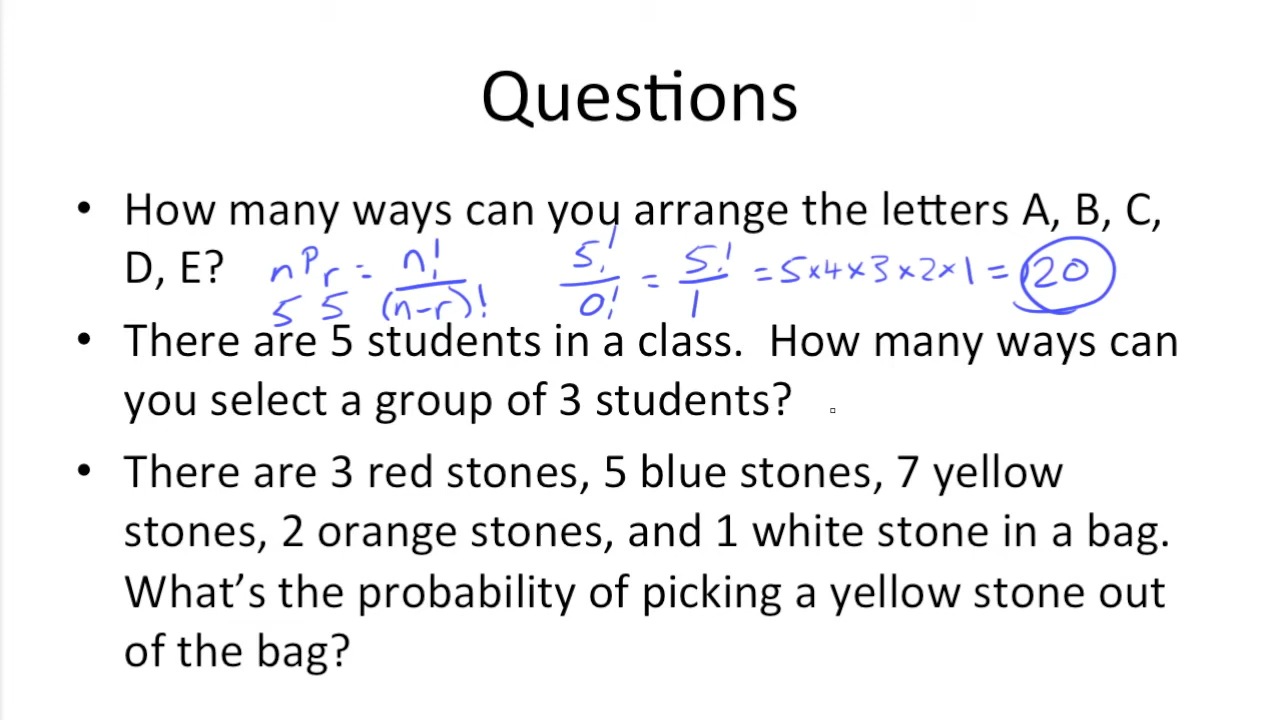 Questions
• How many ways can you arrange the letters A, B, C,
D, E? nPr = n!/(n-r)! 5!/0! = 5!/1 = 5×4×3×2×1 = 120
5 5
• There are 5 students in a class. How many ways can
you select a group of 3 students?
• There are 3 red stones, 5 blue stones, 7 yellow
stones, 2 orange stones, and 1 white stone in a bag.
What’s the probability of picking a yellow stone out
of the bag?